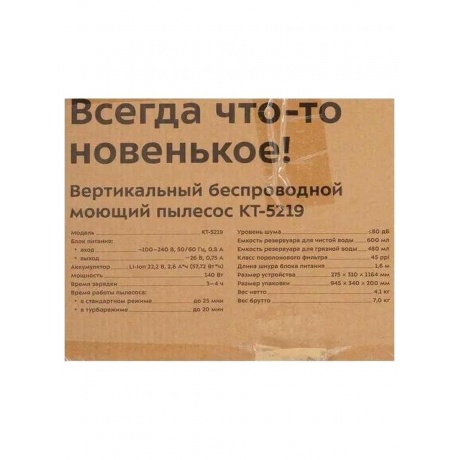 Всегда что-то
новенькое!
Вертикальный беспроводной
моющий пылесос КТ-5219
Модель КТ-5219
Блок питания:
• вход ~100–240 В, 50/60 Гц, 0,8 А
• выход 26 В, 0,75 А
Аккумулятор Li-ion 22,2 В, 2,6 А*ч (57,72 Вт*ч)
Мощность 240 Вт
Время зарядки 3–4 ч
Время работы пылесоса:
• в стандартном режиме до 25 мин
• в турборежиме до 20 мин
Уровень шума ≤80 дБ
Емкость резервуара для чистой воды 600 мл
Емкость резервуара для грязной воды 480 мл
Класс поролонового фильтра 45 ppi
Длина шнура блока питания 1,6 м
Размер устройства 275 × 310 × 1164 мм
Размер упаковки 845 × 340 × 300 мм
Вес нетто 4,1 кг
Вес брутто 7,0 кг